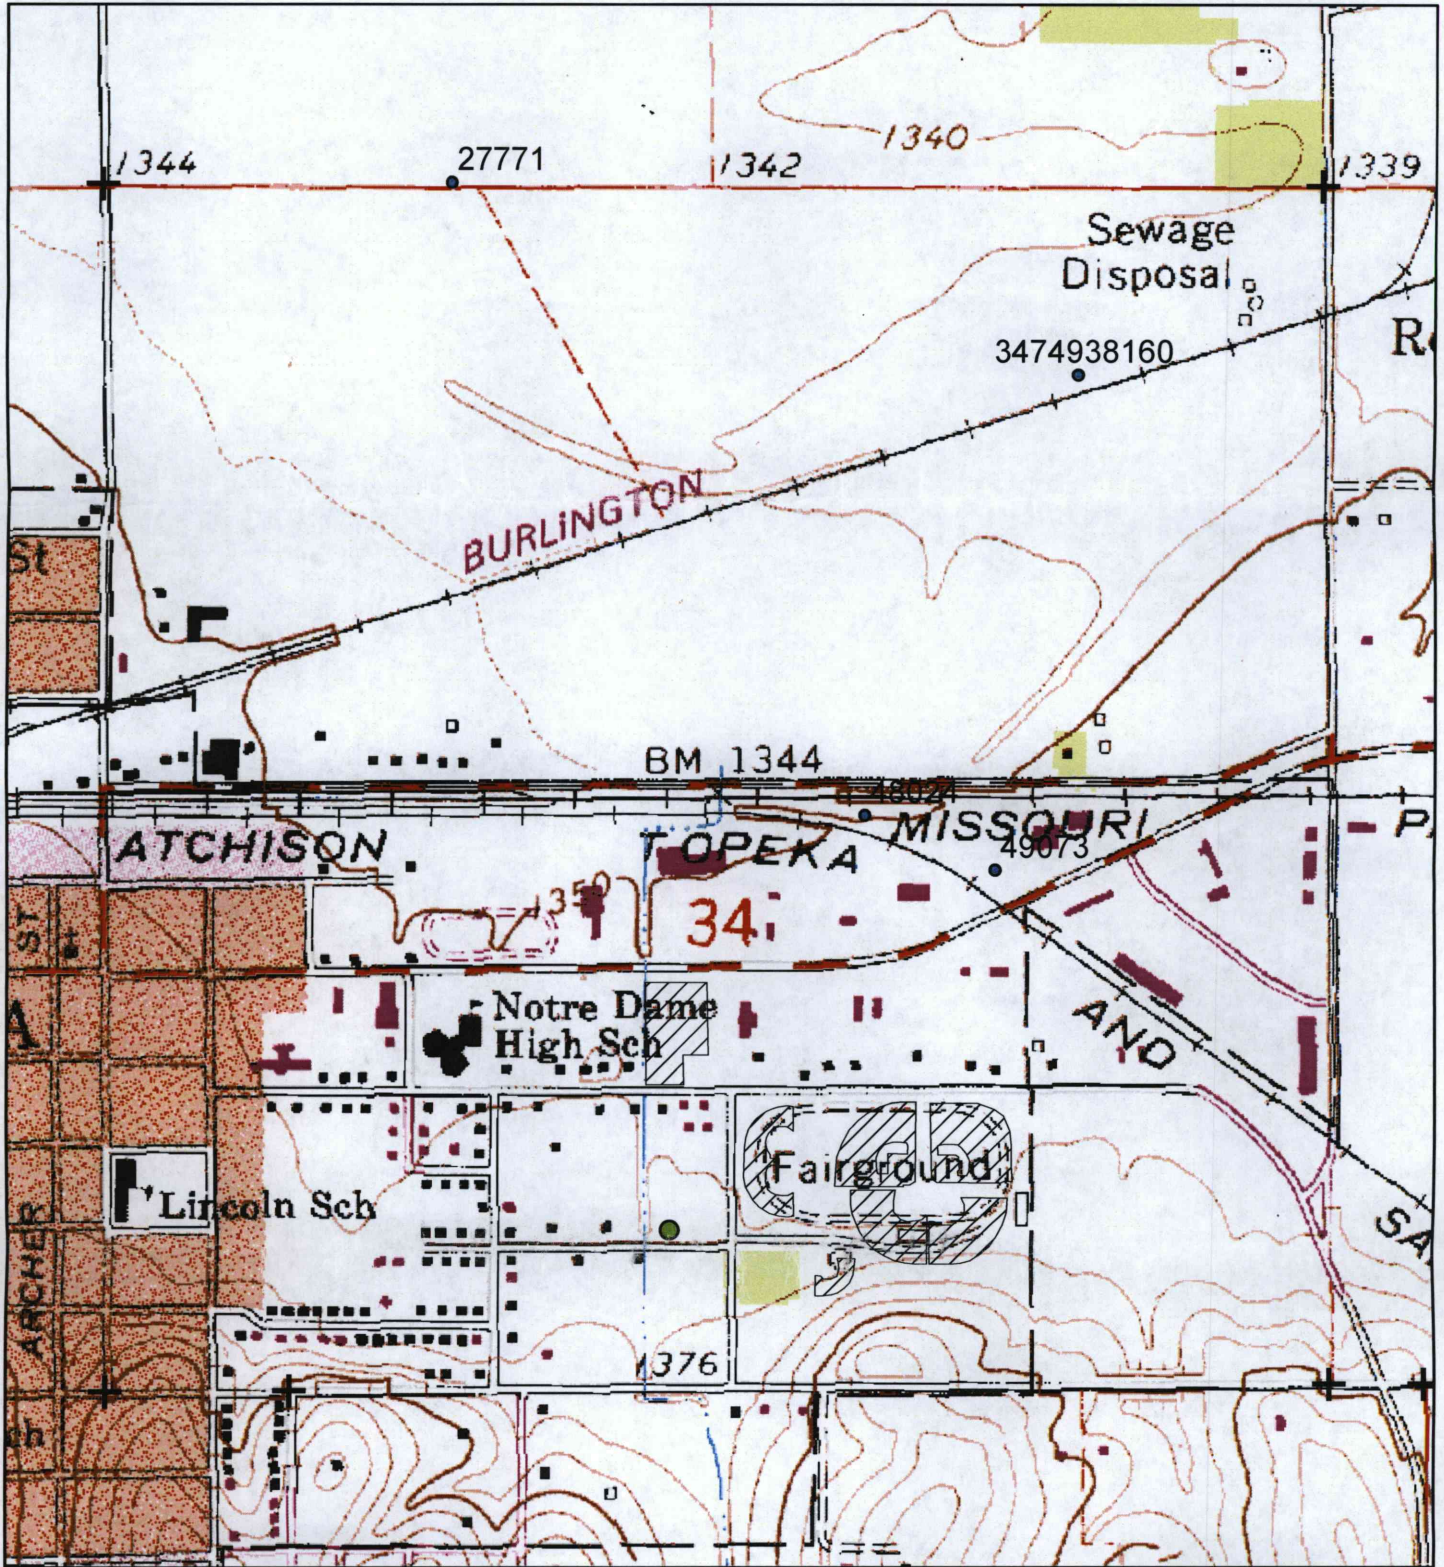 1340
1344
27771
1342
1339
Sewage
Disposal
3474938160
BURLINGTON
St
BM 1344
48024
MISSOURI
ATCHISON
TOPEKA
49073
1350
34
ST
Notre Dame
High Sch
AND
Fairground
Lincoln Sch
SA
ARCHER
1376